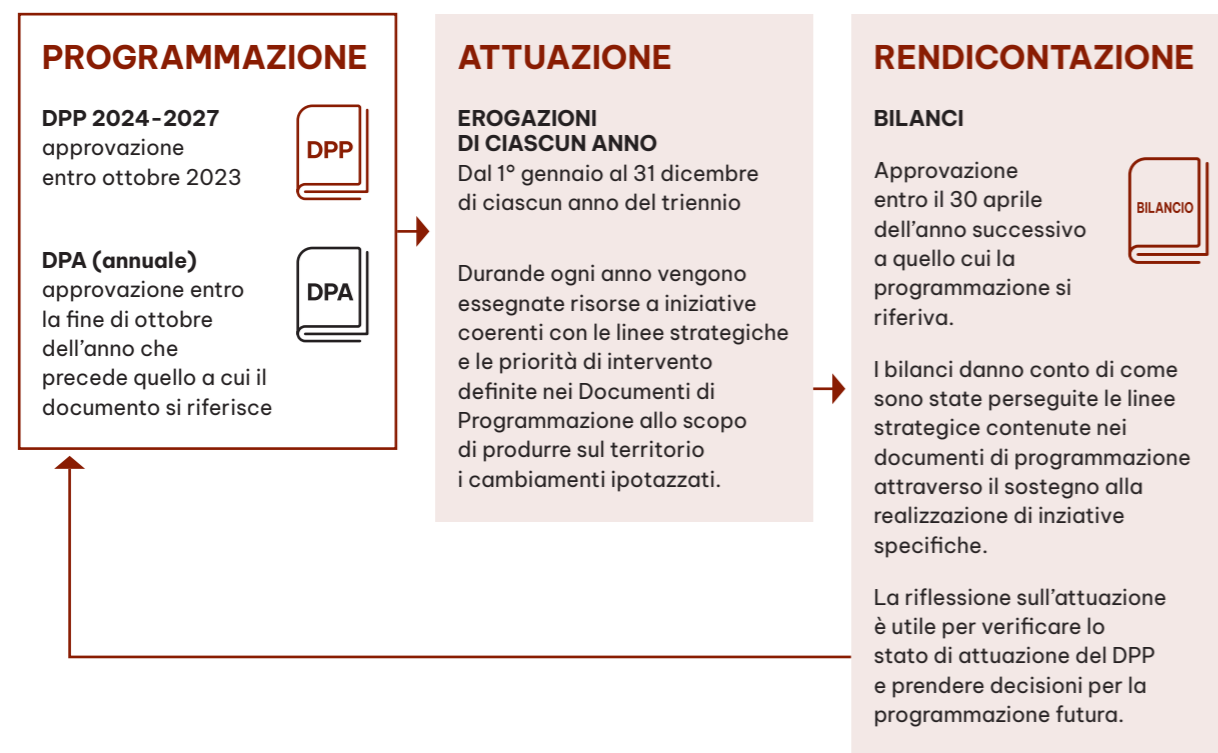 PROGRAMMAZIONE
DPP 2024-2027
approvazione
entro ottobre 2023
DPP
DPA (annuale)
approvazione entro
la fine di ottobre
dell'anno che
precede quello a cui il
documento si riferisce
DPA
ATTUAZIONE
EROGAZIONI
DI CIASCUN ANNO
Dal 1° gennaio al 31 dicembre
di ciascun anno del triennio
Durande ogni anno vengono
essegnate risorse a iniziative
coerenti con le linee strategiche
e le priorità di intervento
definite nei Documenti di
Programmazione allo scopo
di produrre sul territorio
i cambiamenti ipotazzati.
RENDICONTAZIONE
BILANCI
Approvazione
entro il 30 aprile
dell'anno successivo
a quello cui la
programmazione si
riferiva.
BILANCIO
I bilanci danno conto di come
sono state perseguite le linee
strategice contenute nei
documenti di programmazione
attraverso il sostegno alla
realizzazione di inziative
specifiche.
La riflessione sull'attuazione
è utile per verificare lo
stato di attuazione del DPP
e prendere decisioni per la
programmazione futura.